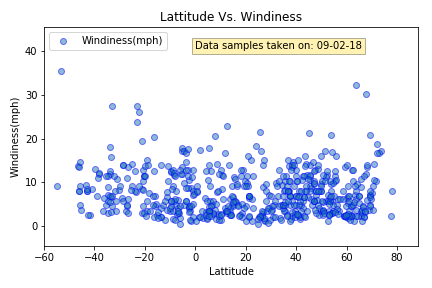 Lattitude Vs. Windiness
Windiness(mph)
Data samples taken on: 09-02-18
Windiness(mph)
40
30
20
10
0
−60
−40
−20
0
20
40
60
80
Lattitude